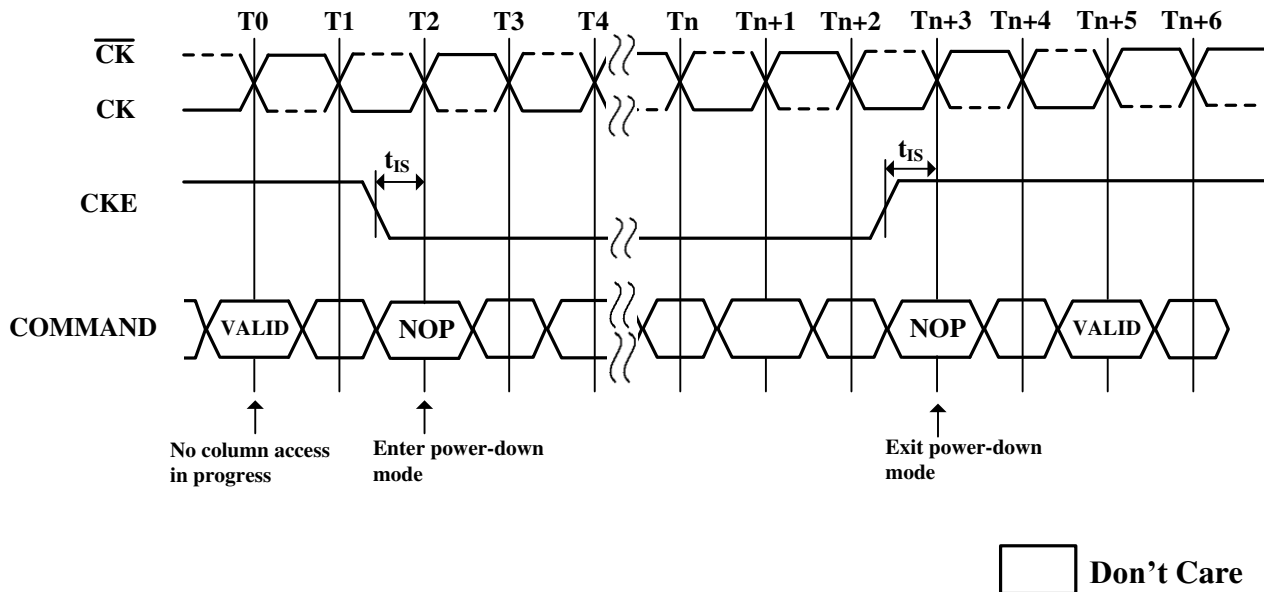 T0 T1 T2 T3 T4 Tn Tn+1 Tn+2 Tn+3 Tn+4 Tn+5 Tn+6
CK
CK
tIS tIS
CKE
COMMAND VALID NOP NOP VALID
No column access
in progress
Enter power-down
mode
Exit power-down
mode
Don't Care